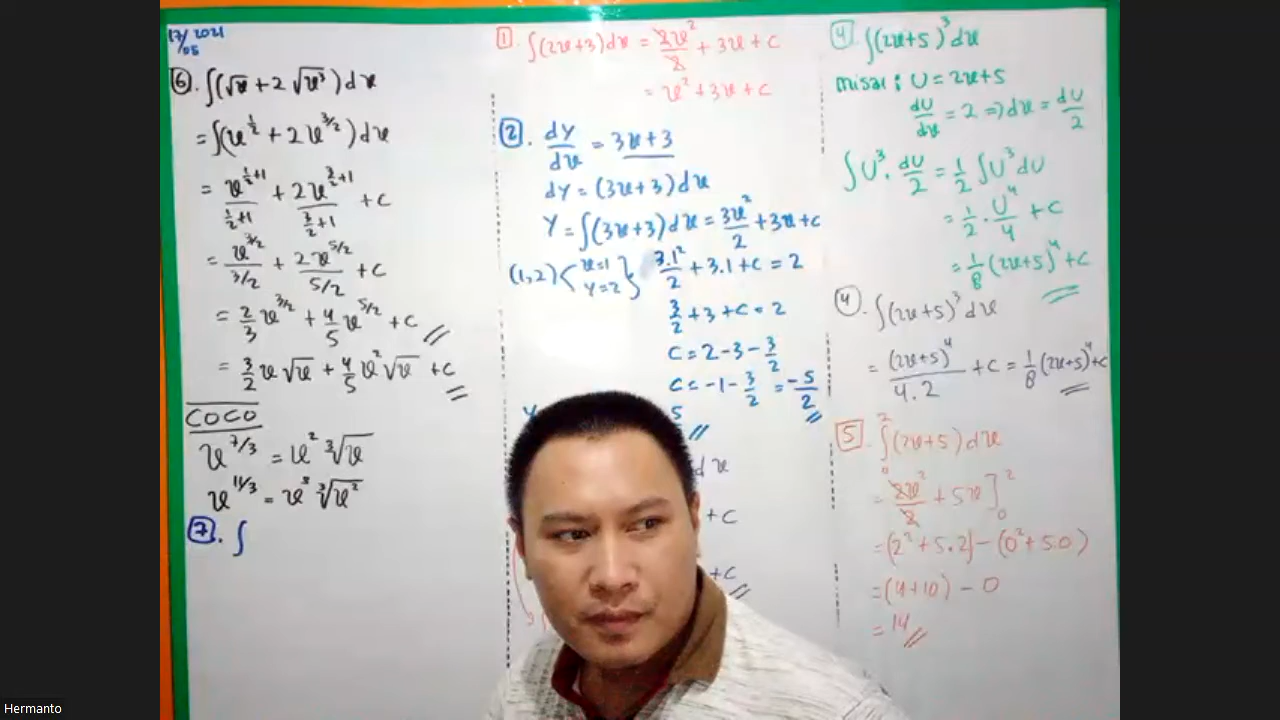 17/2021
05
6. ∫(√x + 2√x³) dx
= ∫(x^{1/2} + 2x^{3/2}) dx
= x^{1/2+1}/(1/2+1) + 2x^{3/2+1}/(3/2+1) + c
= x^{3/2}/(3/2) + 2x^{5/2}/(5/2) + c
= 2/3 x^{3/2} + 4/5 x^{5/2} + c
= 3/2 x√x + 4/5 x²√x + c
COCO
x^{7/3} = x² ³√x
x^{11/3} = x³ ³√x²
7. ∫
1. ∫(2x+3)dx = 2x²/2 + 3x + c
= x² + 3x + c
2. dy/dx = 3x+3
dy = (3x+3) dx
y = ∫(3x+3) dx = 3x²/2 + 3x + c
(1,2) < x=1 y=2 } 3.1²/2 + 3.1 + c = 2
3/2 + 3 + c = 2
c = 2-3-3/2
c = -1-3/2 = -5/2
5
dx
+ c
+ c
4. ∫(2x+5)³ dx
misal : U = 2x+5
dU/dx = 2 => dx = dU/2
∫U³. dU/2 = 1/2 ∫U³ dU
= 1/2 . U⁴/4 + c
= 1/8 (2x+5)⁴ + c
4. ∫(2x+5)³ dx
= (2x+5)⁴/4.2 + c = 1/8 (2x+5)⁴ + c
5. ∫₀² (2x+5) dx
= 2x²/2 + 5x]₀²
= (2² + 5.2) - (0² + 5.0)
= (4+10) - 0
= 14
Hermanto